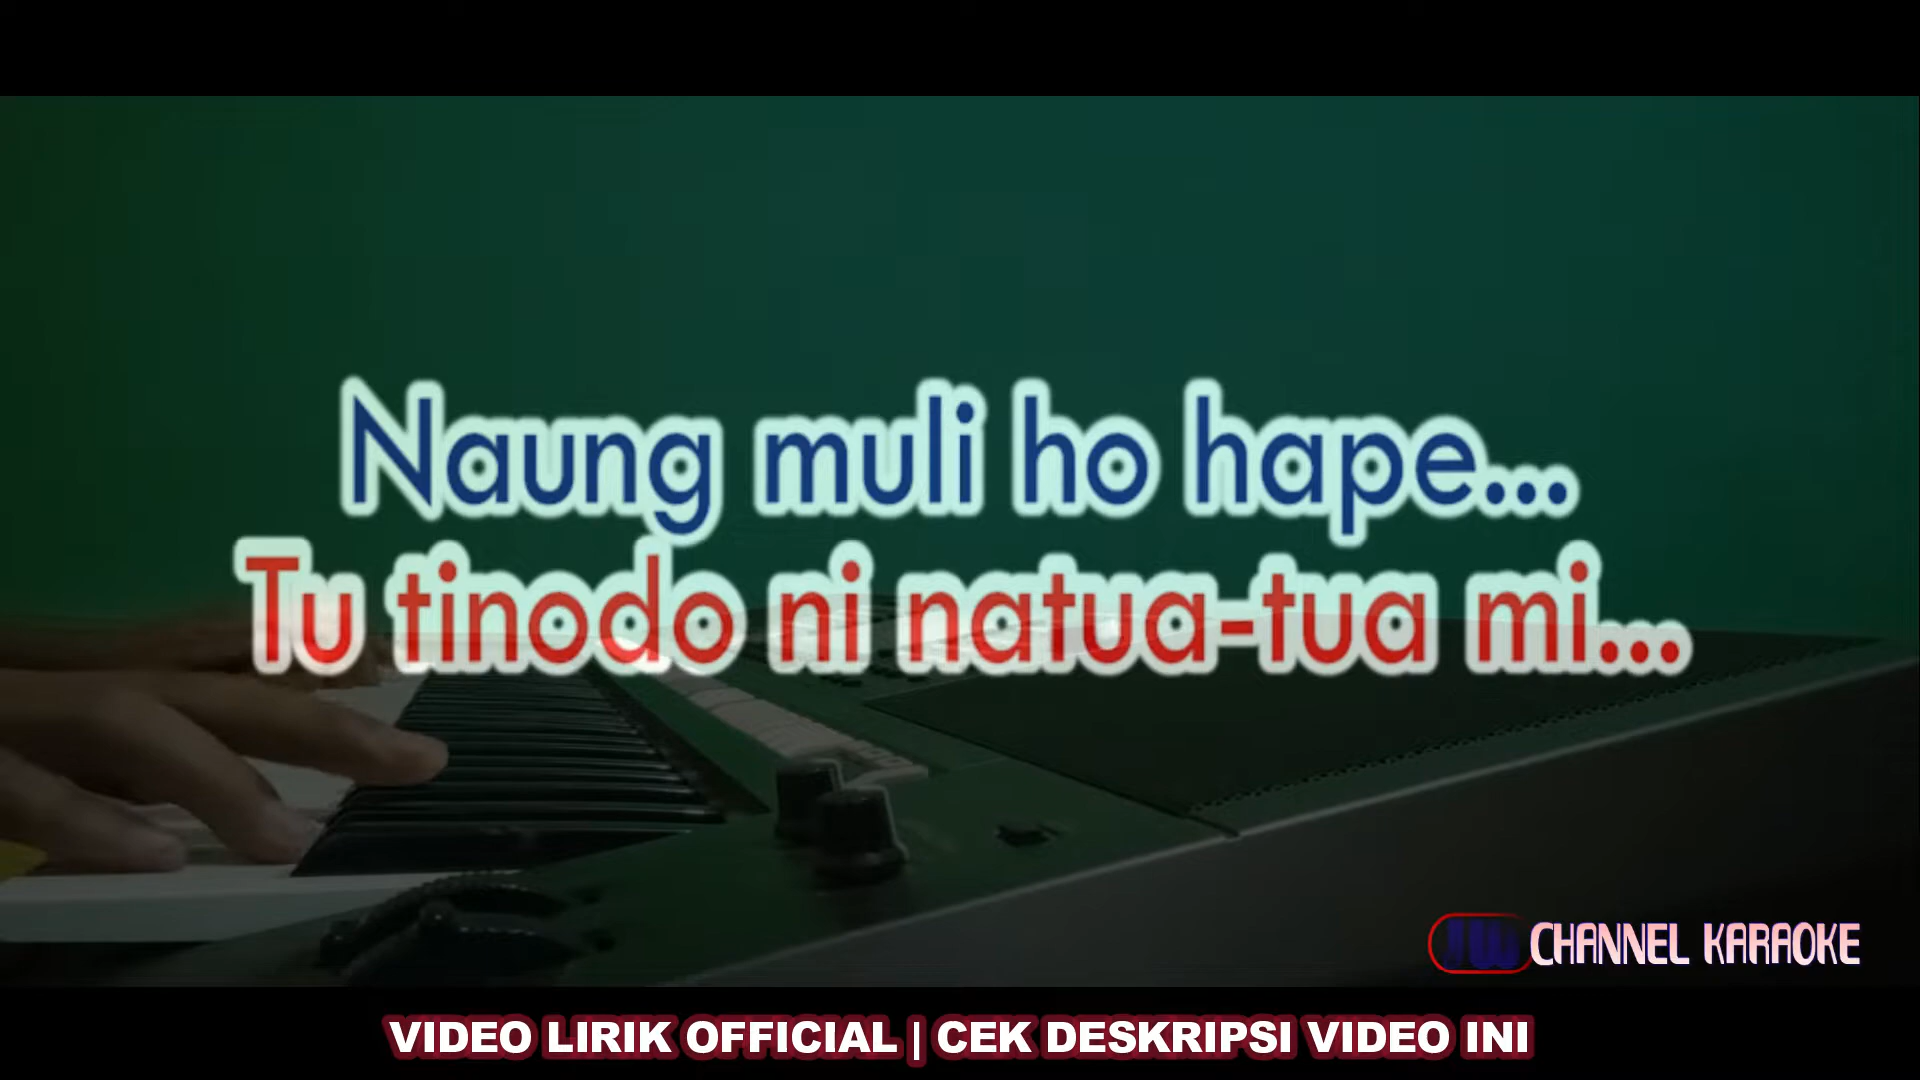 Naung muli ho hape...
Tu tinodo ni natua-tua mi...
JW CHANNEL KARAOKE
VIDEO LIRIK OFFICIAL | CEK DESKRIPSI VIDEO INI